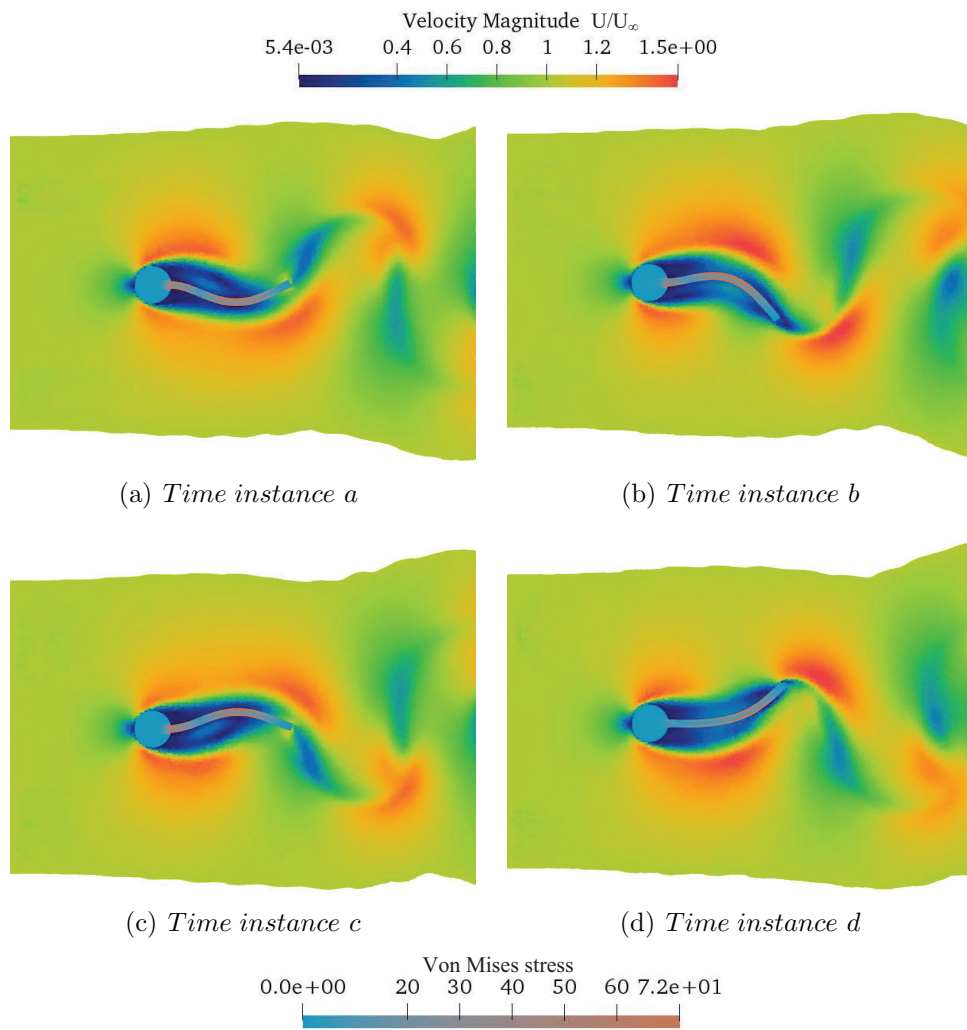 Velocity Magnitude U/U∞
5.4e-03 0.4 0.6 0.8 1 1.2 1.5e+00
(a) Time instance a
(b) Time instance b
(c) Time instance c
(d) Time instance d
Von Mises stress
0.0e+00 20 30 40 50 60 7.2e+01